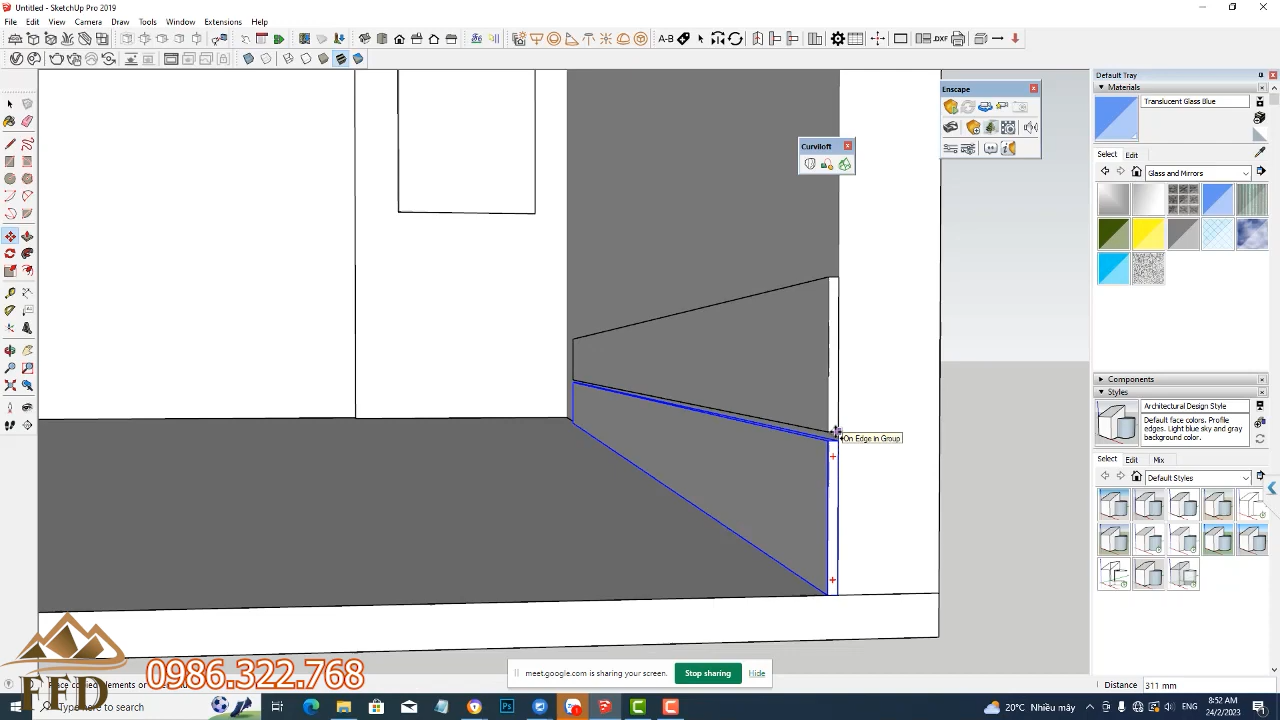 Untitled - SketchUp Pro 2019
File Edit View Camera Draw Tools Window Extensions Help
A-B
DXF
Enscape
Curviloft
Default Tray
Materials
Translucent Glass Blue
Select Edit
Glass and Mirrors
On Edge in Group
Components
Styles
Architectural Design Style
Default face colors. Profile edges. Light blue sky and gray background color.
Select Edit Mix
Default Styles
meet.google.com is sharing your screen.
Stop sharing
Hide
Distance 311 mm
FFD
0986.322.768
to search
20°C Nhiều mây
8:52 AM
24/2/2023